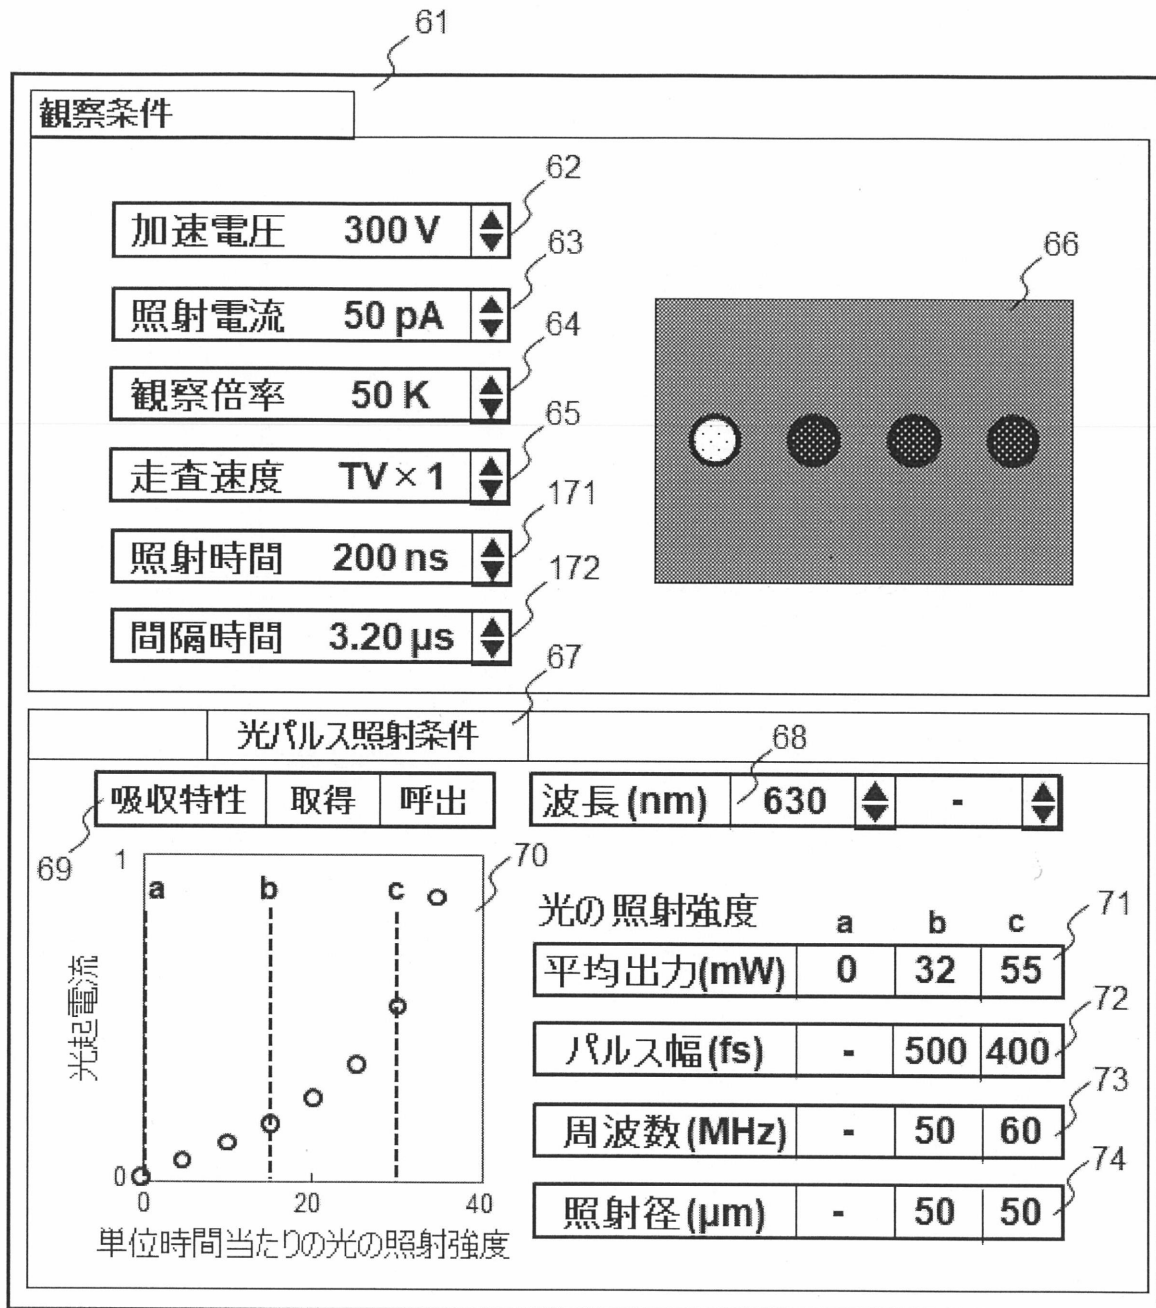 61
観察条件
62
加速電圧 300 V
63
照射電流 50 pA
64
観察倍率 50 K
65
走査速度 TV×1
171
照射時間 200 ns
172
間隔時間 3.20 μs
66
67
光パルス照射条件
68
吸収特性 取得 呼出
波長(nm) 630 -
69
70
1
a b c
光起電流
0
0 20 40
単位時間当たりの光の照射強度
光の照射強度 a b c
71
平均出力(mW) 0 32 55
72
パルス幅(fs) - 500 400
73
周波数(MHz) - 50 60
74
照射径(μm) - 50 50